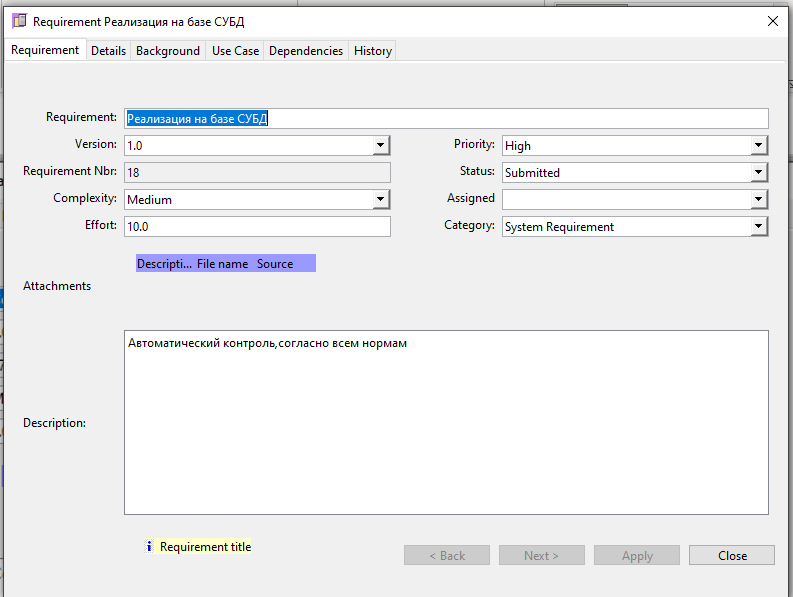 Requirement Реализация на базе СУБД
Requirement Details Background Use Case Dependencies History
Requirement: Реализация на базе СУБД
Version: 1.0 Priority: High
Requirement Nbr: 18 Status: Submitted
Complexity: Medium Assigned
Effort: 10.0 Category: System Requirement
Descripti... File name Source
Attachments
Автоматический контроль,согласно всем нормам
Description:
Requirement title
< Back Next > Apply Close